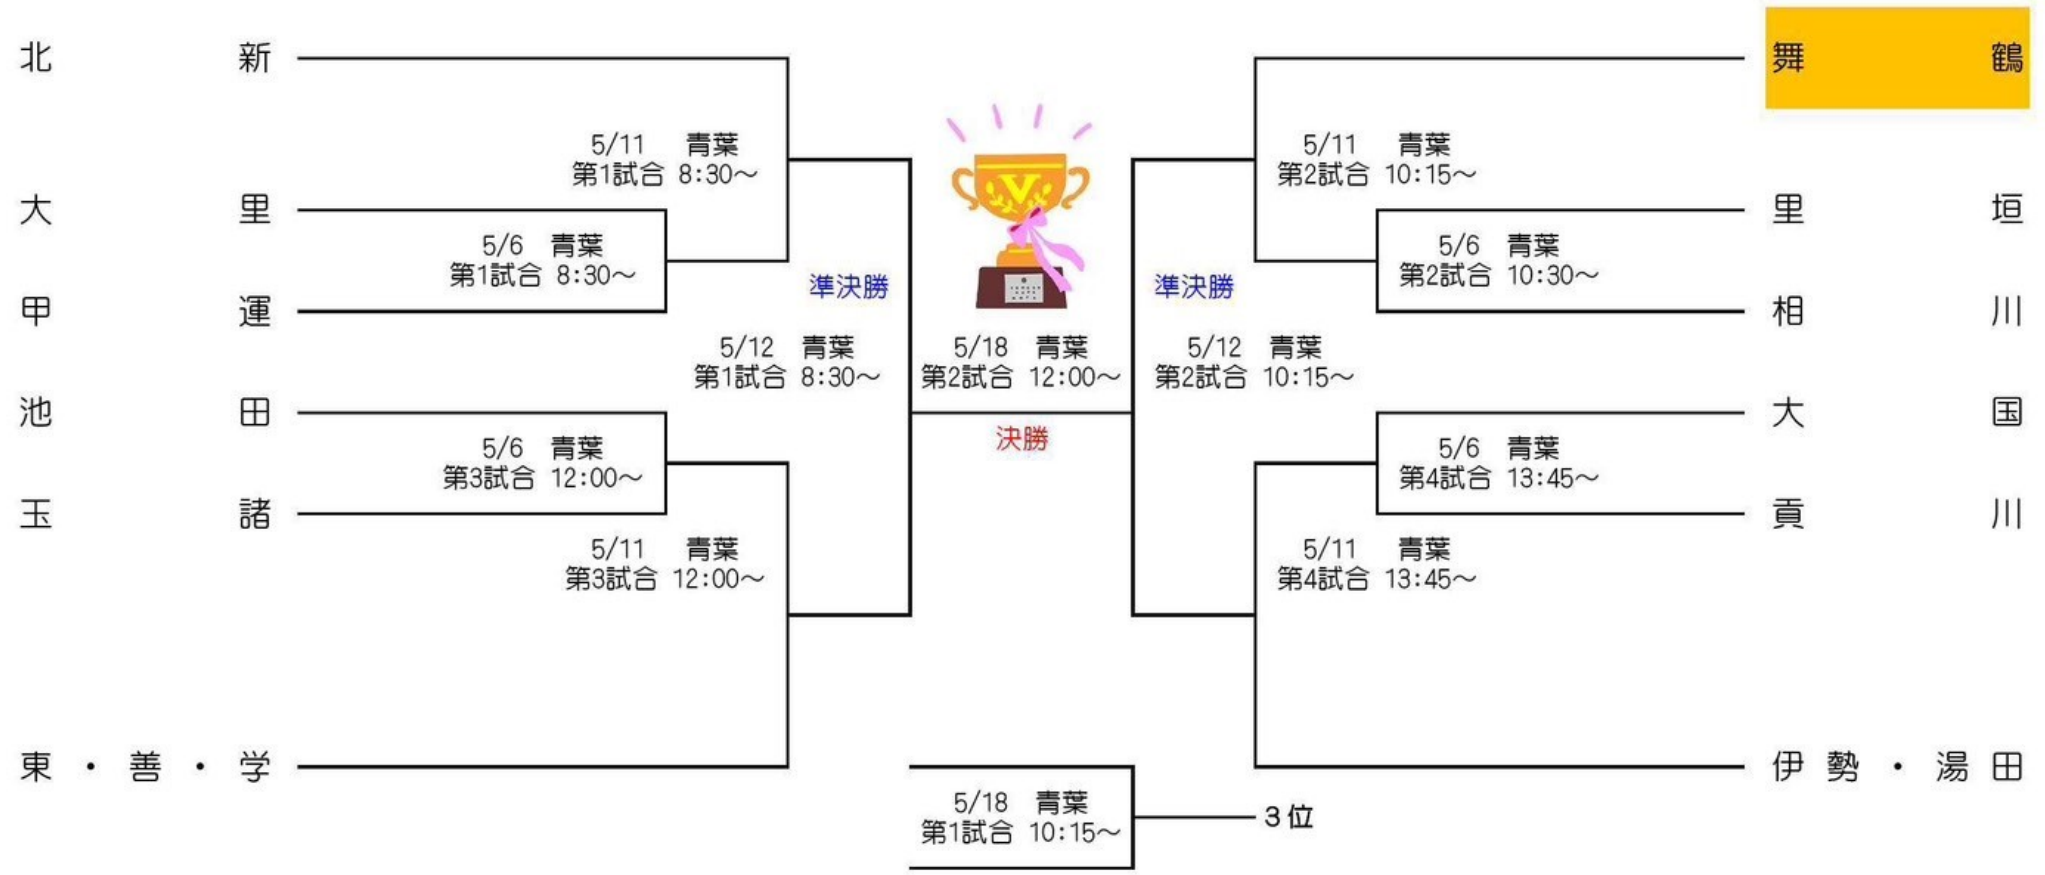 北新
舞鶴
5/11 青葉
第1試合 8:30～
5/11 青葉
第2試合 10:15～
V
大里
里垣
5/6 青葉
第1試合 8:30～
5/6 青葉
第2試合 10:30～
準決勝
準決勝
甲運
相川
5/12 青葉
第1試合 8:30～
5/18 青葉
第2試合 12:00～
5/12 青葉
第2試合 10:15～
池田
大国
決勝
5/6 青葉
第3試合 12:00～
5/6 青葉
第4試合 13:45～
玉諸
貢川
5/11 青葉
第3試合 12:00～
5/11 青葉
第4試合 13:45～
東・善・学
伊勢・湯田
5/18 青葉
第1試合 10:15～
3位